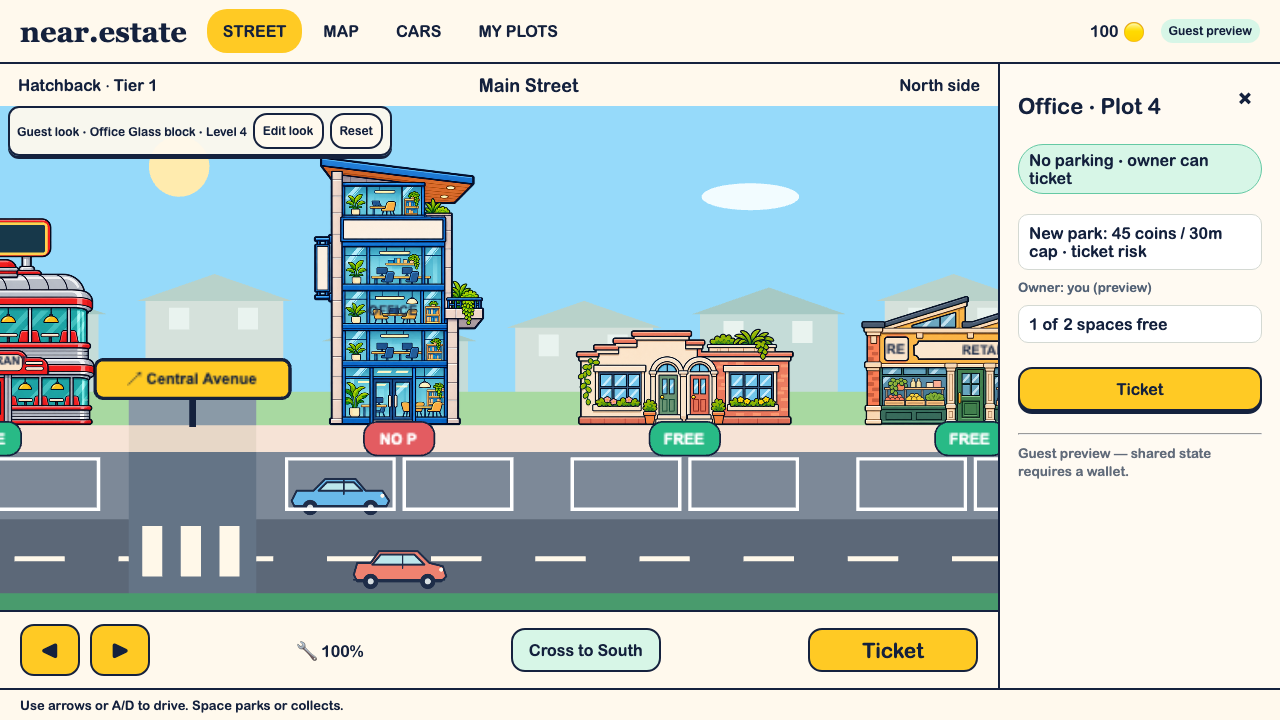 near.estate
STREET
MAP
CARS
MY PLOTS
100
Guest preview
Hatchback · Tier 1
Main Street
North side
Guest look · Office Glass block · Level 4
Edit look
Reset
RAN
Central Avenue
RE
RETAI
E
NO P
FREE
FREE
◀
▶
🔧 100%
Cross to South
Ticket
Use arrows or A/D to drive. Space parks or collects.
Office · Plot 4
×
No parking · owner can
ticket
New park: 45 coins / 30m
cap · ticket risk
Owner: you (preview)
1 of 2 spaces free
Ticket
Guest preview — shared state
requires a wallet.